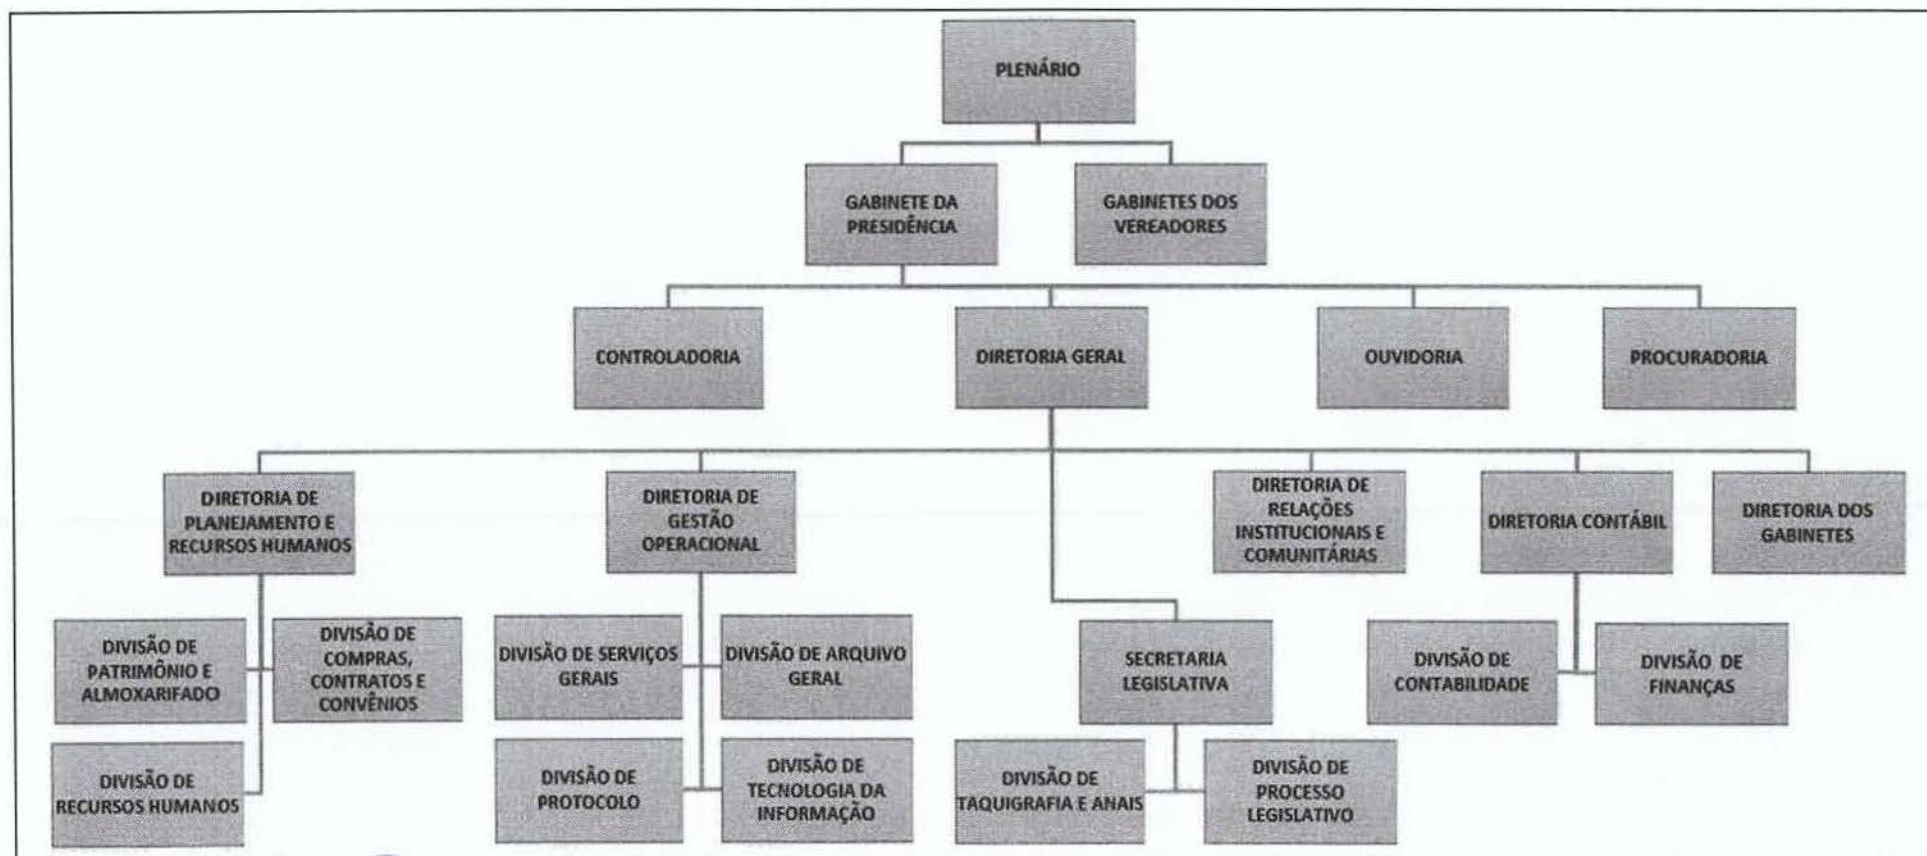 PLENÁRIO
GABINETE DA
PRESIDÊNCIA
GABINETES DOS
VEREADORES
CONTROLADORIA
DIRETORIA GERAL
OUVIDORIA
PROCURADORIA
DIRETORIA DE
PLANEJAMENTO E
RECURSOS HUMANOS
DIRETORIA DE
GESTÃO
OPERACIONAL
DIRETORIA DE
RELAÇÕES
INSTITUCIONAIS E
COMUNITÁRIAS
DIRETORIA CONTÁBIL
DIRETORIA DOS
GABINETES
DIVISÃO DE
PATRIMÔNIO E
ALMOXARIFADO
DIVISÃO DE
COMPRAS,
CONTRATOS E
CONVÊNIOS
DIVISÃO DE SERVIÇOS
GERAIS
DIVISÃO DE ARQUIVO
GERAL
SECRETARIA
LEGISLATIVA
DIVISÃO DE
CONTABILIDADE
DIVISÃO DE
FINANÇAS
DIVISÃO DE
RECURSOS HUMANOS
DIVISÃO DE
PROTOCOLO
DIVISÃO DE
TECNOLOGIA DA
INFORMAÇÃO
DIVISÃO DE
TAQUIGRAFIA E ANAIS
DIVISÃO DE
PROCESSO
LEGISLATIVO